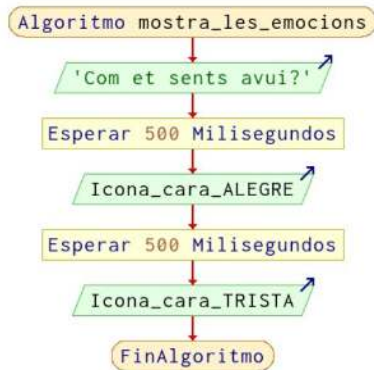 Algoritmo mostra_les_emocions
'Com et sents avui?'
Esperar 500 Milisegundos
Icona_cara_ALEGRE
Esperar 500 Milisegundos
Icona_cara_TRISTA
FinAlgoritmo